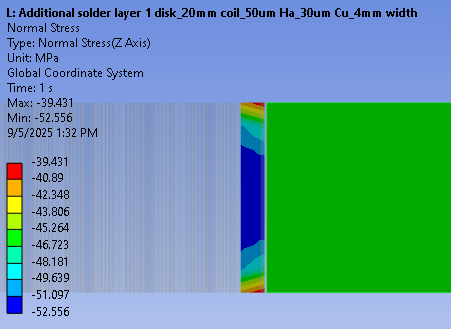 L: Additional solder layer 1 disk_20mm coil_50um Ha_30um Cu_4mm width
Normal Stress
Type: Normal Stress(Z Axis)
Unit: MPa
Global Coordinate System
Time: 1 s
Max: -39.431
Min: -52.556
9/5/2025 1:32 PM
-39.431
-40.89
-42.348
-43.806
-45.264
-46.723
-48.181
-49.639
-51.097
-52.556